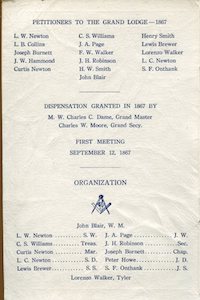 PETITIONERS TO THE GRAND LODGE—1867
L. W. Newton C. S. Williams Henry Smith
L. B. Collins J. A. Page Lewis Brewer
Joseph Burnett F. W. Walker Lorenzo Walker
J. W. Hammond J. H. Robinson L. C. Newton
Curtis Newton H. W. Smith S. F. Onthank
John Blair
DISPENSATION GRANTED IN 1867 BY
M. W. Charles C. Dame, Grand Master
Charles W. Moore, Grand Secy.
FIRST MEETING
SEPTEMBER 12, 1867
ORGANIZATION
John Blair, W. M.
L. W. Newton . . . . . S. W. J. A. Page . . . . . J. W.
C. S. Williams . . . . . Treas. J. H. Robinson . . . . . Sec.
Curtis Newton . . . . . Mar. Joseph Burnett . . . . . Chap.
L. C. Newton . . . . . S. D. Peter Howe . . . . . J. D.
Lewis Brewer . . . . . S. S. S. F. Onthank . . . . . J. S.
Lorenzo Walker, Tyler